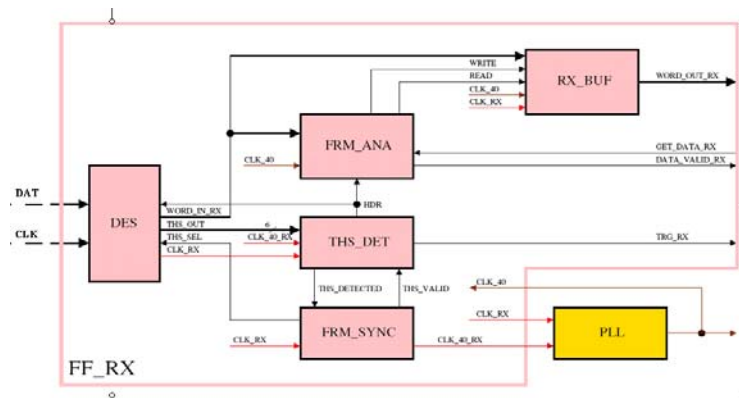 WRITE
READ
CLK_40
CLK_RX
RX_BUF
WORD_OUT_RX
FRM_ANA
CLK_40
GET_DATA_RX
DATA_VALID_RX
DAT
CLK
DES
WORD_IN_RX
HDR
THS_OUT
6
THS_SEL
CLK_40_RX
CLK_RX
THS_DET
TRG_RX
THS_DETECTED
THS_VALID
CLK_40
FRM_SYNC
CLK_RX
CLK_40_RX
CLK_RX
PLL
FF_RX